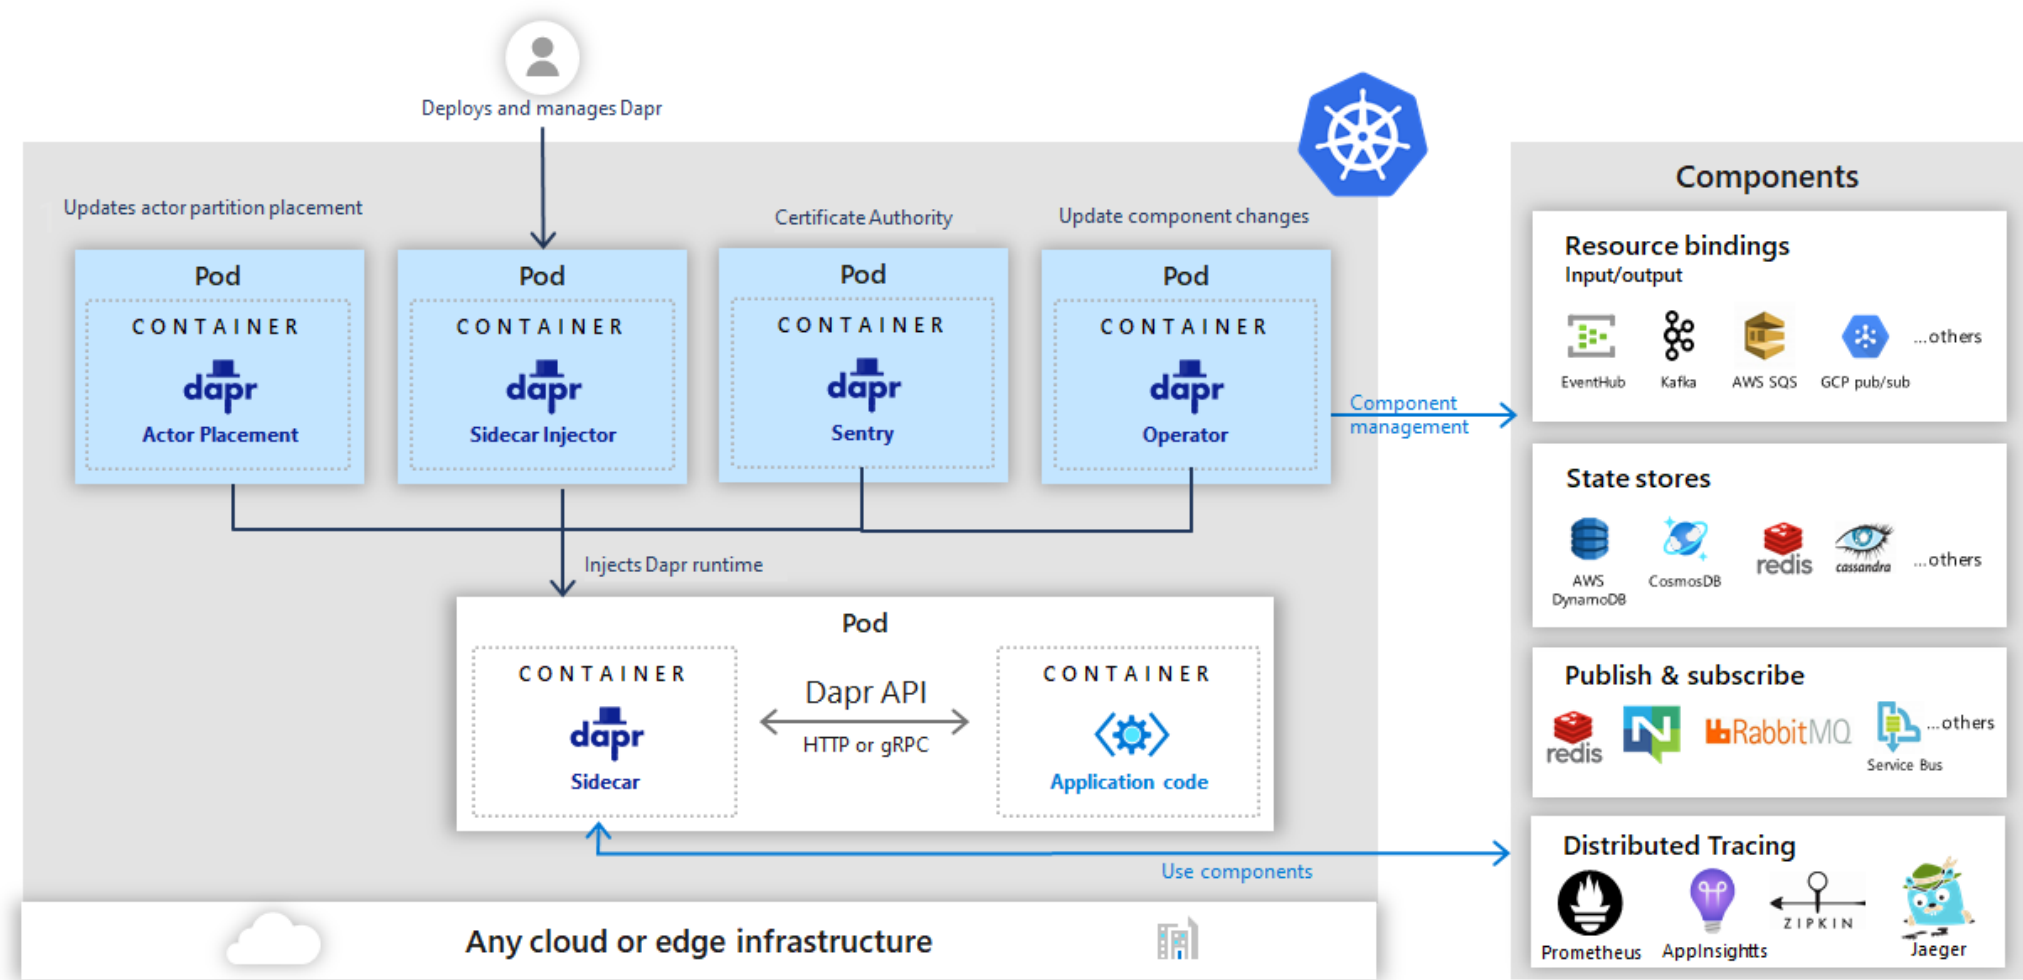 Deploys and manages Dapr
Updates actor partition placement
Certificate Authority
Update component changes
Pod
CONTAINER
dapr
Actor Placement
Pod
CONTAINER
dapr
Sidecar Injector
Pod
CONTAINER
dapr
Sentry
Pod
CONTAINER
dapr
Operator
Component
management
Injects Dapr runtime
Pod
CONTAINER
dapr
Sidecar
Dapr API
HTTP or gRPC
CONTAINER
Application code
Use components
Any cloud or edge infrastructure
Components
Resource bindings
Input/output
EventHub
Kafka
AWS SQS
GCP pub/sub
...others
State stores
AWS
DynamoDB
CosmosDB
redis
cassandra
...others
Publish & subscribe
redis
N
RabbitMQ
Service Bus
...others
Distributed Tracing
Prometheus
AppInsightts
ZIPKIN
Jaeger